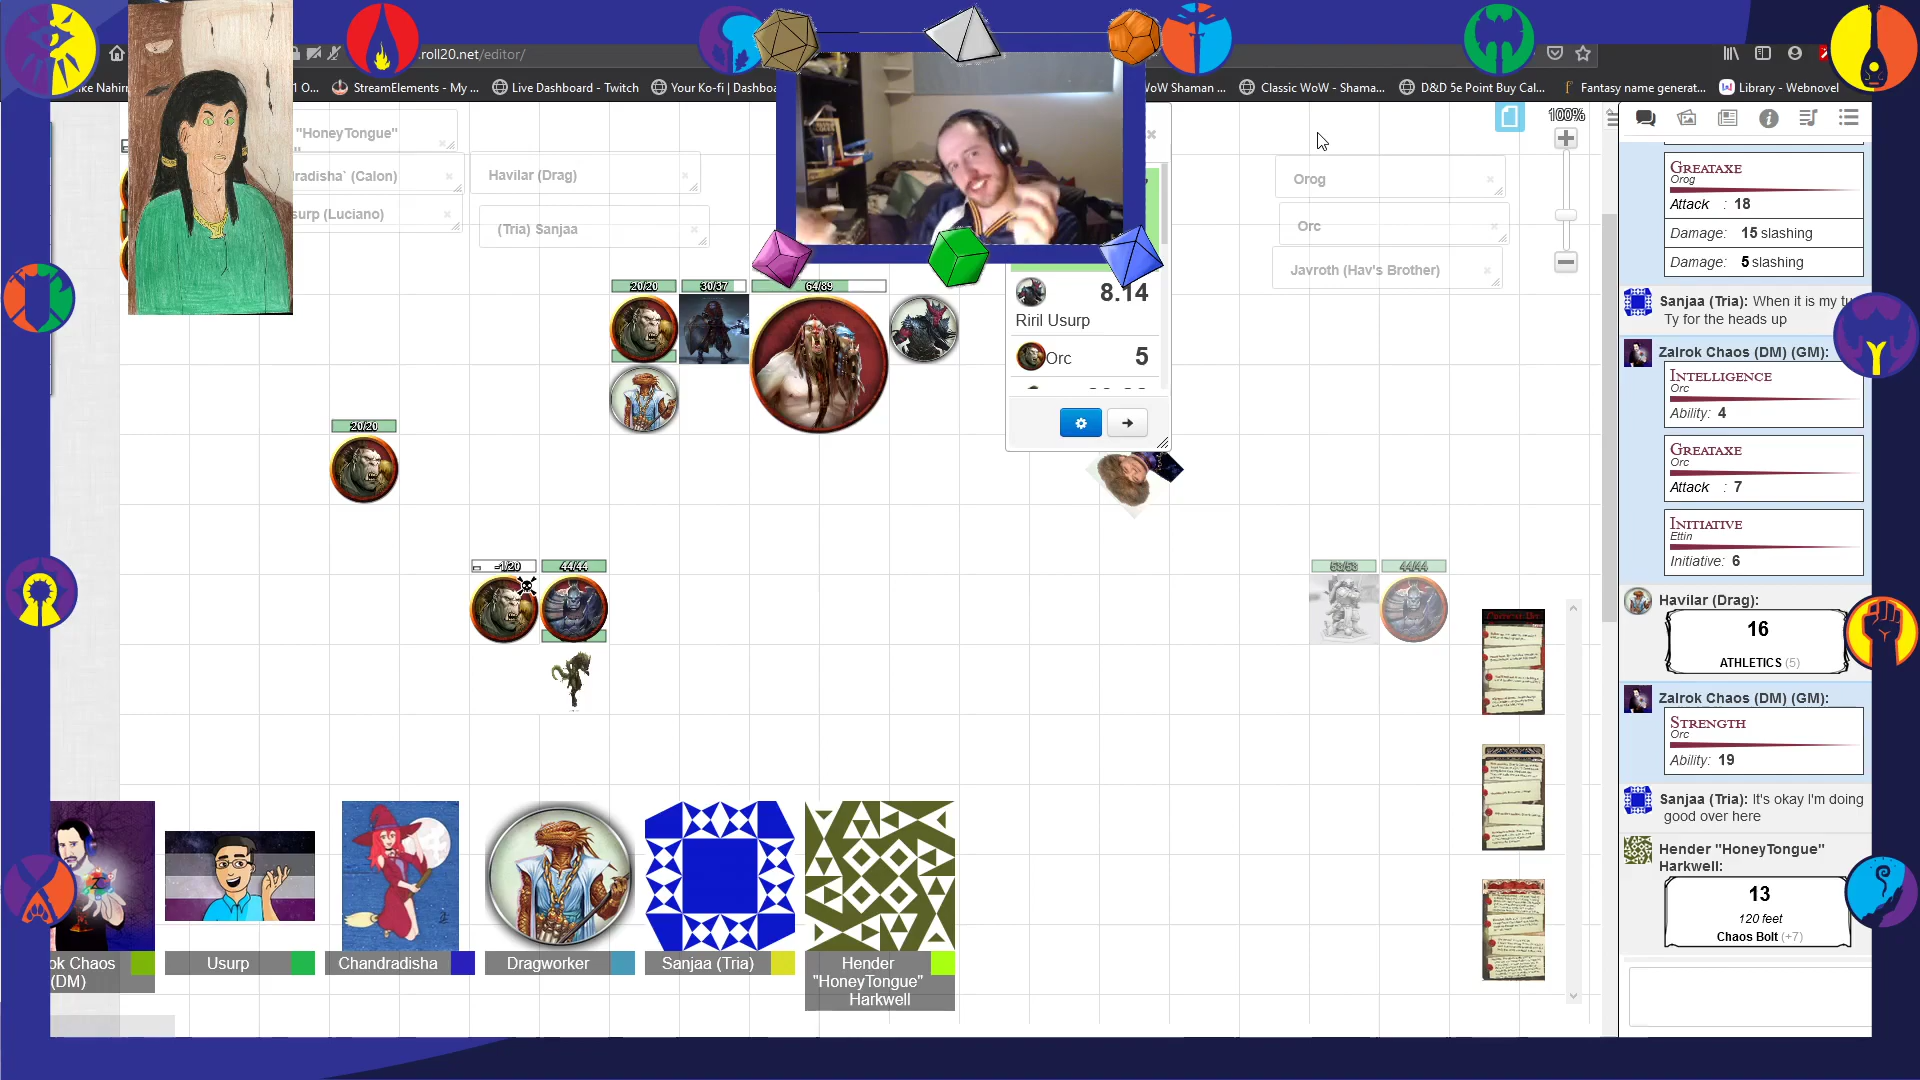 .roll20.net/editor/
ke Nahirn
1 O...
StreamElements - My ...
Live Dashboard - Twitch
Your Ko-fi | Dashboa
WoW Shaman ...
Classic WoW - Shama...
D&D 5e Point Buy Cal...
Fantasy name generat...
Library - Webnovel
"HoneyTongue"
radisha` (Calon)
surp (Luciano)
Havilar (Drag)
(Tria) Sanjaa
Orog
Orc
Javroth (Hav's Brother)
100%
20/20
30/37
64/89
8.14
Riril Usurp
Orc
5
20/20
-1/20
44/44
53/53
44/44
ok Chaos
(DM)
Usurp
Chandradisha
Dragworker
Sanjaa (Tria)
Hender
"HoneyTongue"
Harkwell
Greataxe
Orog
Attack : 18
Damage: 15 slashing
Damage: 5 slashing
Sanjaa (Tria): When it is my tu
Ty for the heads up
Zalrok Chaos (DM) (GM):
Intelligence
Orc
Ability: 4
Greataxe
Orc
Attack : 7
Initiative
Ettin
Initiative: 6
Havilar (Drag):
16
ATHLETICS (5)
Zalrok Chaos (DM) (GM):
Strength
Orc
Ability: 19
Sanjaa (Tria): It's okay I'm doing
good over here
Hender "HoneyTongue"
Harkwell:
13
120 feet
Chaos Bolt (+7)